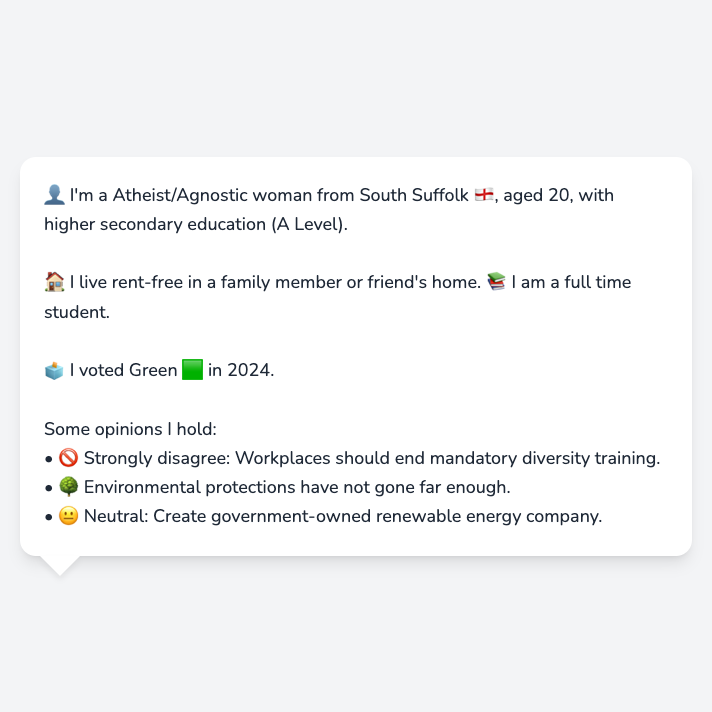 👤 I'm a Atheist/Agnostic woman from South Suffolk 🏴󠁧󠁢󠁥󠁮󠁧󠁿, aged 20, with
higher secondary education (A Level).
🏠 I live rent-free in a family member or friend's home. 📚 I am a full time
student.
🗳️ I voted Green 🟩 in 2024.
Some opinions I hold:
• 🚫 Strongly disagree: Workplaces should end mandatory diversity training.
• 🌳 Environmental protections have not gone far enough.
• 😐 Neutral: Create government-owned renewable energy company.